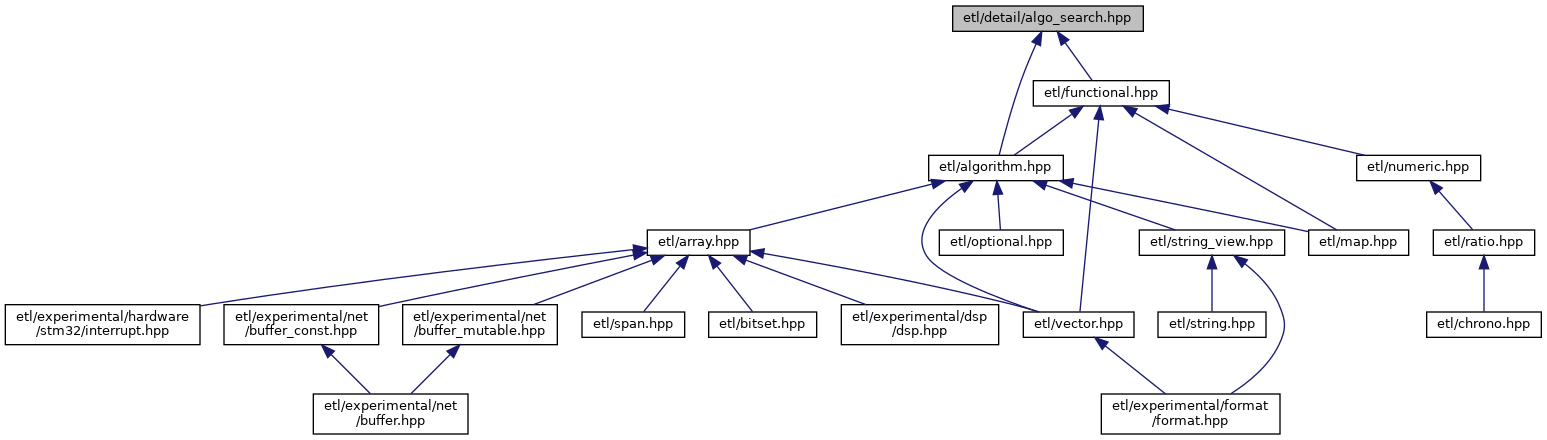 etl/detail/algo_search.hpp
etl/functional.hpp
etl/algorithm.hpp
etl/numeric.hpp
etl/array.hpp
etl/optional.hpp
etl/string_view.hpp
etl/map.hpp
etl/ratio.hpp
etl/experimental/hardware
/stm32/interrupt.hpp
etl/experimental/net
/buffer_const.hpp
etl/experimental/net
/buffer_mutable.hpp
etl/span.hpp
etl/bitset.hpp
etl/experimental/dsp
/dsp.hpp
etl/vector.hpp
etl/string.hpp
etl/chrono.hpp
etl/experimental/net
/buffer.hpp
etl/experimental/format
/format.hpp